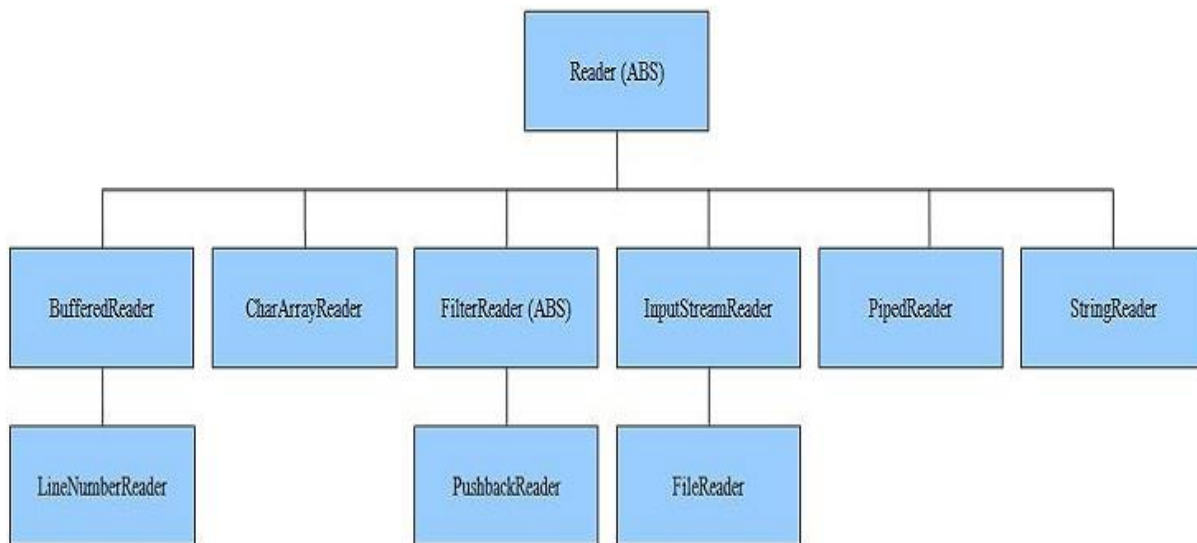 Reader (ABS)
BufferedReader
CharArrayReader
FilterReader (ABS)
InputStreamReader
PipedReader
StringReader
LineNumberReader
PushbackReader
FileReader